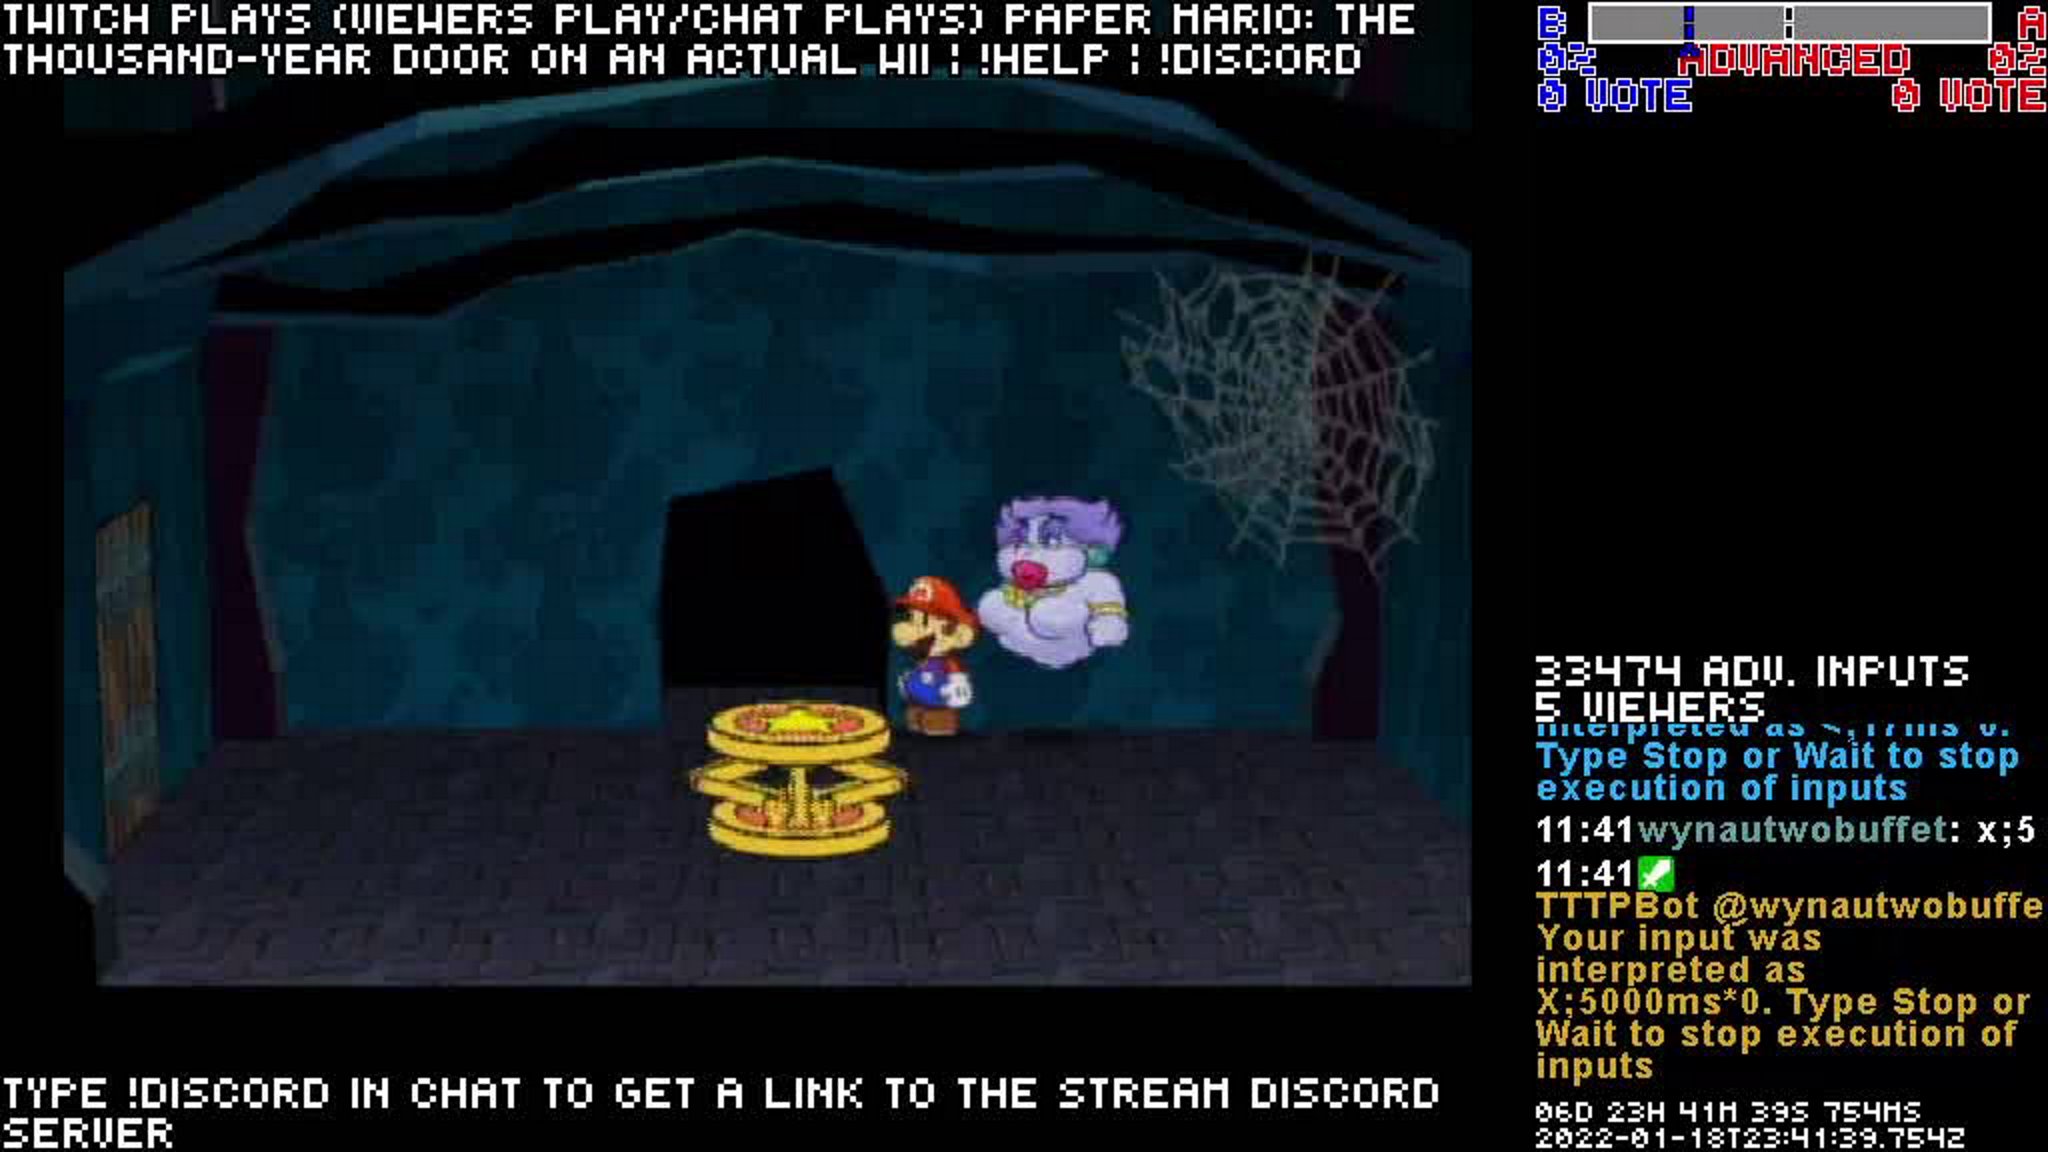 TWITCH PLAYS (VIEWERS PLAY/CHAT PLAYS) PAPER MARIO: THE
THOUSAND-YEAR DOOR ON AN ACTUAL WII ¦ !HELP ¦ !DISCORD
B A
0% ADVANCED 0%
0 VOTE 0 VOTE
33474 ADV. INPUTS
5 VIEWERS
interpreted as
Type Stop or Wait to stop
execution of inputs
11:41 wynautwobuffet: x;5
11:41
TTTPBot @wynautwobuffe
Your input was
interpreted as
X;5000ms*0. Type Stop or
Wait to stop execution of
inputs
TYPE !DISCORD IN CHAT TO GET A LINK TO THE STREAM DISCORD
SERVER
06D 23H 41M 39S 754MS
2022-01-18T23:41:39.754Z